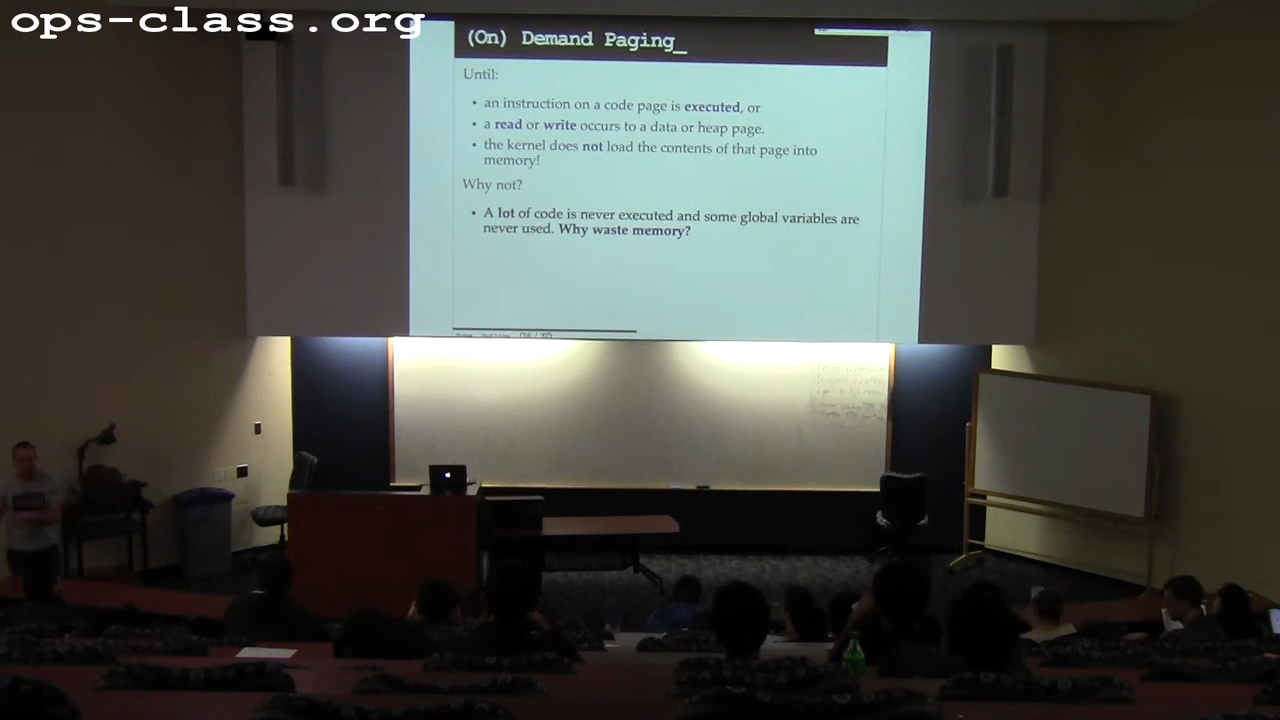 ops-class.org
(On) Demand Paging_
Until:
• an instruction on a code page is executed, or
• a read or write occurs to a data or heap page.
• the kernel does not load the contents of that page into
memory!
Why not?
• A lot of code is never executed and some global variables are
never used. Why waste memory?